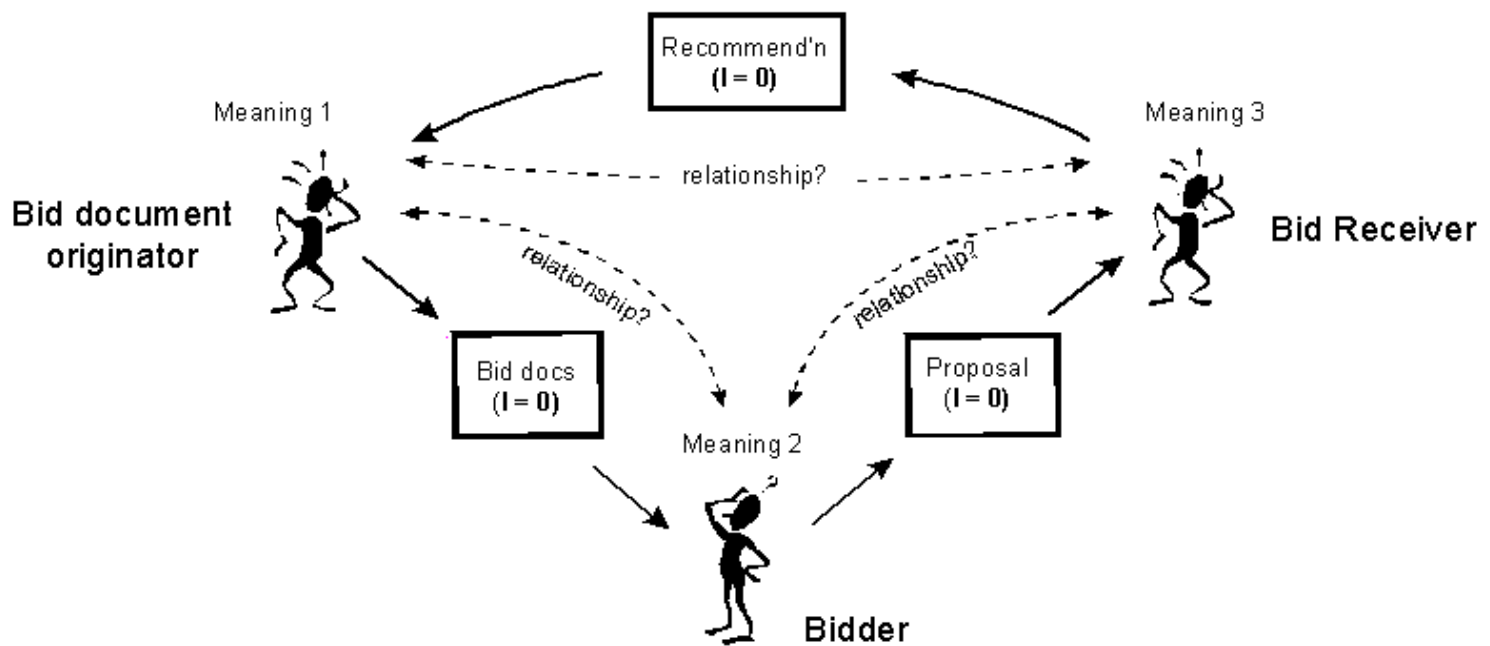 Recommend'n
(I = 0)
Meaning 1
Meaning 3
relationship?
Bid document
originator
Bid Receiver
relationship?
relationship?
Bid docs
(I = 0)
Proposal
(I = 0)
Meaning 2
Bidder